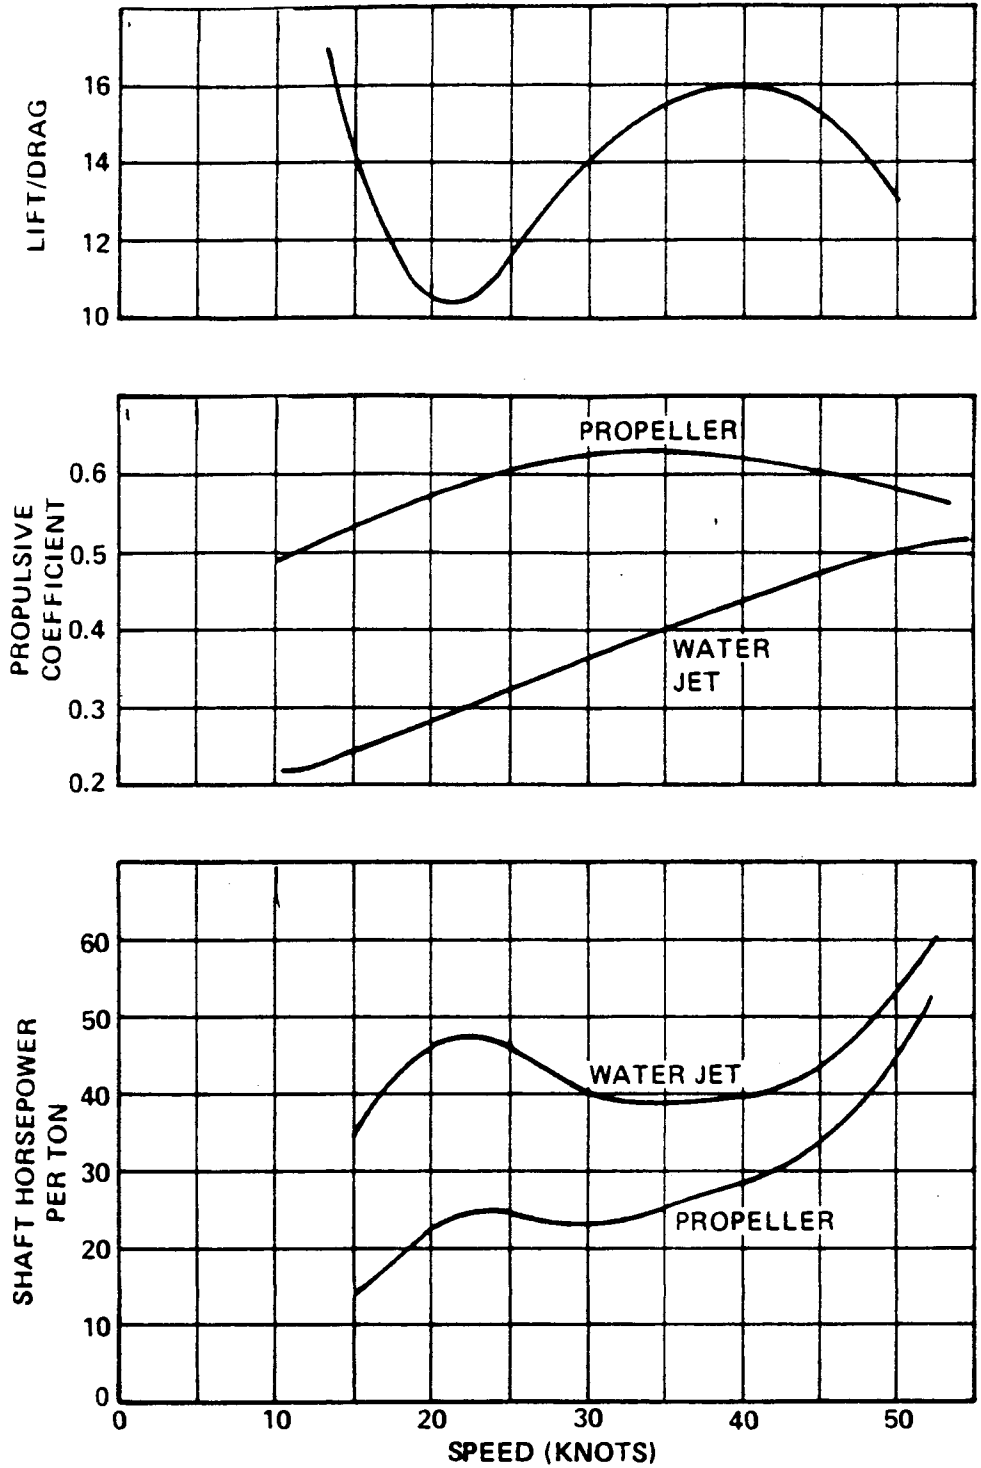 LIFT/DRAG
16
14
12
10
PROPULSIVE
COEFFICIENT
0.6
0.5
0.4
0.3
0.2
PROPELLER
WATER
JET
SHAFT HORSEPOWER
PER TON
60
50
40
30
20
10
0
WATER JET
PROPELLER
0 10 20 30 40 50
SPEED (KNOTS)